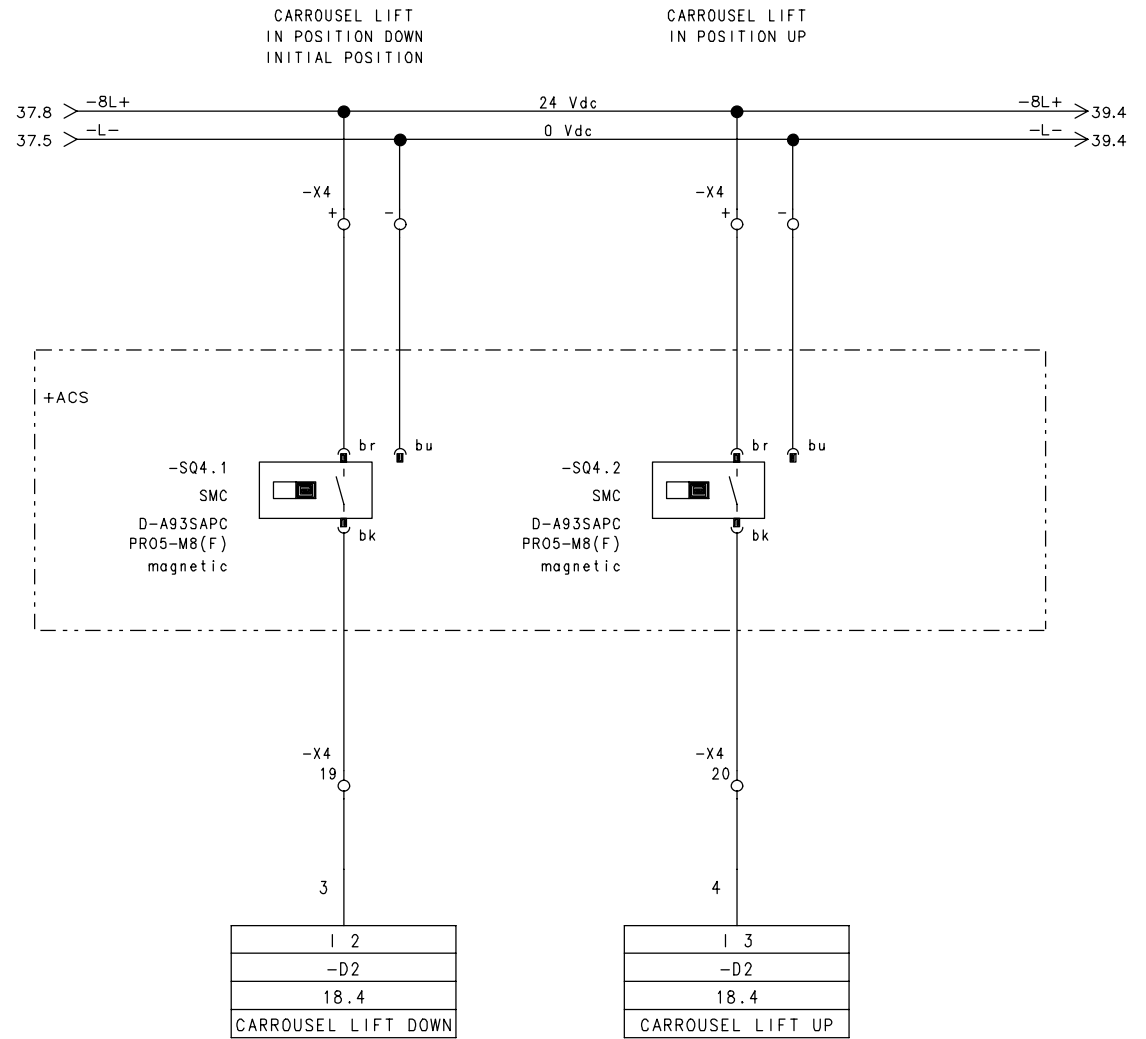 CARROUSEL LIFT
IN POSITION DOWN
INITIAL POSITION
CARROUSEL LIFT
IN POSITION UP
37.8 -8L+ 24 Vdc -8L+ 39.4
37.5 -L- 0 Vdc -L- 39.4
-X4 -X4
+ - + -
+ACS
br bu br bu
-SQ4.1 -SQ4.2
SMC SMC
D-A93SAPC D-A93SAPC
bk bk
PRO5-M8(F) PRO5-M8(F)
magnetic magnetic
-X4 -X4
19 20
3 4
I 2
-D2
18.4
CARROUSEL LIFT DOWN
I 3
-D2
18.4
CARROUSEL LIFT UP